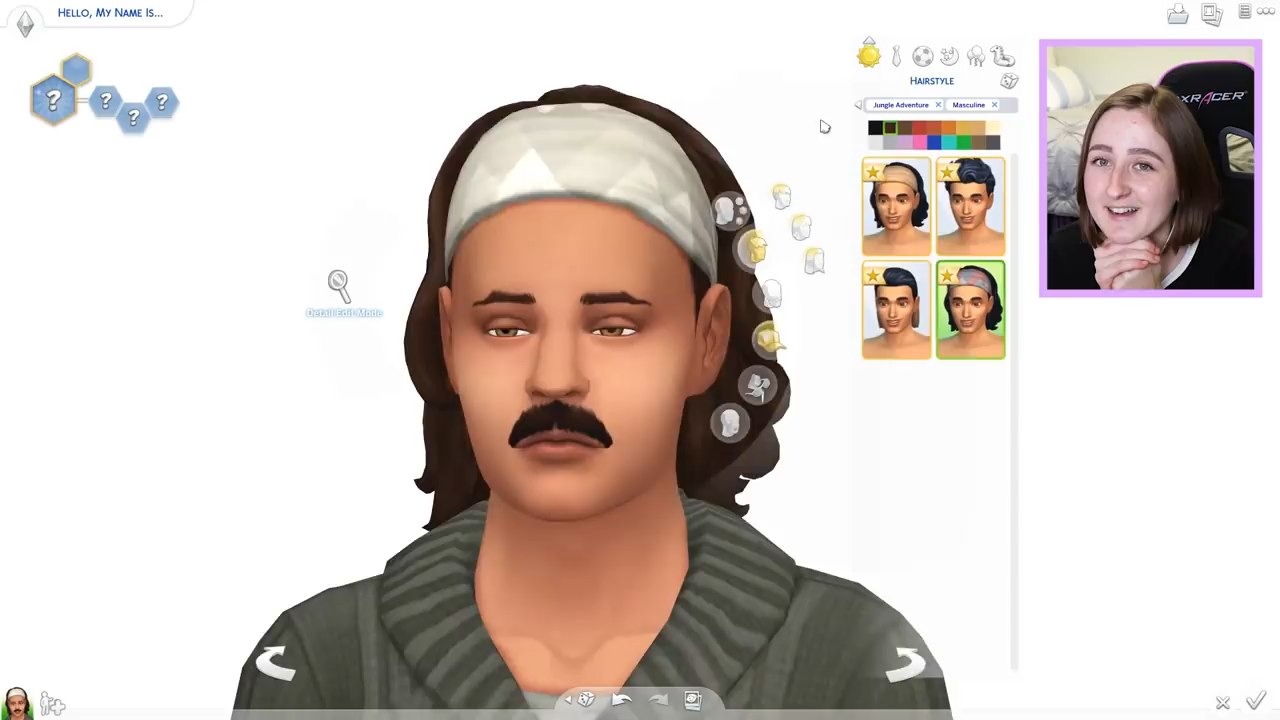 Hello, My Name Is...
HAIRSTYLE
Jungle Adventure
Masculine
Detail Edit Mode
XRACER
? ? ? ?